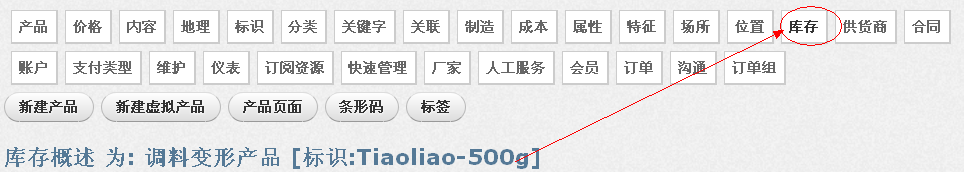 产品 价格 内容 地理 标识 分类 关键字 关联 制造 成本 属性 特征 场所 位置 库存 供货商 合同
账户 支付类型 维护 仪表 订阅资源 快速管理 厂家 人工服务 会员 订单 沟通 订单组
新建产品 新建虚拟产品 产品页面 条形码 标签
库存概述 为: 调料变形产品 [标识:Tiaoliao-500g]